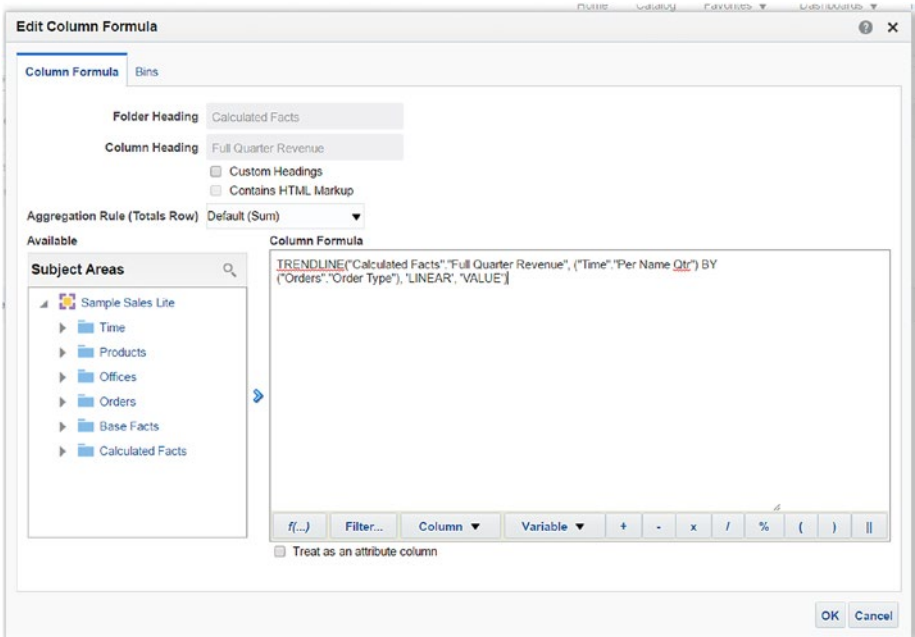 Home Catalog Favorites ▼ Dashboards ▼
Edit Column Formula
Column Formula Bins
Folder Heading Calculated Facts
Column Heading Full Quarter Revenue
Custom Headings
Contains HTML Markup
Aggregation Rule (Totals Row) Default (Sum) ▼
Available Column Formula
Subject Areas
TRENDLINE("Calculated Facts"."Full Quarter Revenue", ("Time"."Per Name Qtr") BY
("Orders"."Order Type"), 'LINEAR', 'VALUE')
Sample Sales Lite
Time
Products
Offices
Orders
Base Facts
Calculated Facts
f(...) Filter... Column ▼ Variable ▼ + - x / % ( ) ||
Treat as an attribute column
OK Cancel